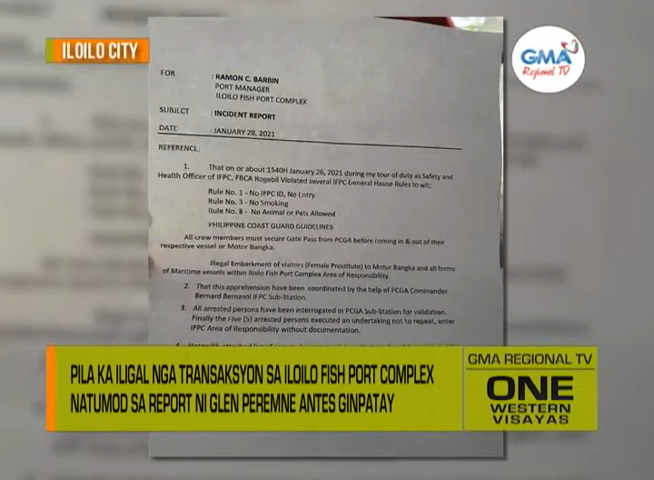 ILOILO CITY
GMA
Regional TV
FOR : RAMON C. BARBIN
PORT MANAGER
ILOILO FISH PORT COMPLEX
SUBJECT : INCIDENT REPORT
DATE : JANUARY 28, 2021
REFERENCE:
1. That on or about 1540H January 26, 2021 during my tour of duty as Safety and
Health Officer of IFPC, FBCA Rogebil Violated several IFPC General House Rules to wit;
Rule No. 1 - No IFPC ID, No Entry
Rule No. 3 - No Smoking
Rule No. 8 - No Animal or Pets Allowed
PHILIPPINE COAST GUARD GUIDELINES:
All crew members must secure Gate Pass from PCGA before coming in & out of their
respective vessel or Motor Bangka.
Illegal Embarkment of visitors (Female Prostitute) to Motor Bangka and all forms
of Maritime vessels within Iloilo Fish Port Complex Area of Responsibility.
2. That this apprehension have been coordinated by the help of PCGA Commander
Bernard Bernasol IFPC Sub-Station.
3. All arrested persons have been interrogated in PCGA Sub-Station for validation.
Finally the Five (5) arrested persons executed an undertaking not to repeat, enter
IFPC Area of Responsibility without documentation.
PILA KA ILIGAL NGA TRANSAKSYON SA ILOILO FISH PORT COMPLEX
NATUMOD SA REPORT NI GLEN PEREMNE ANTES GINPATAY
GMA REGIONAL TV
ONE
WESTERN
VISAYAS